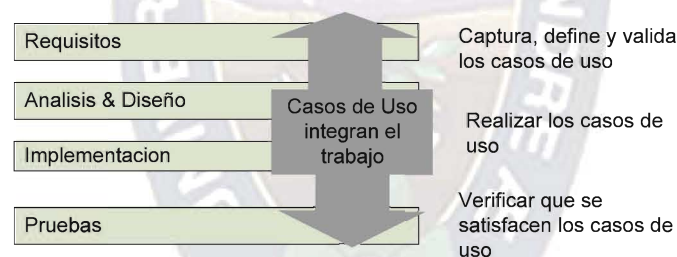 Requisitos
Captura, define y valida
los casos de uso
Analisis & Diseño
Casos de Uso
integran el
trabajo
Realizar los casos de
uso
Implementacion
Pruebas
Verificar que se
satisfacen los casos de
uso